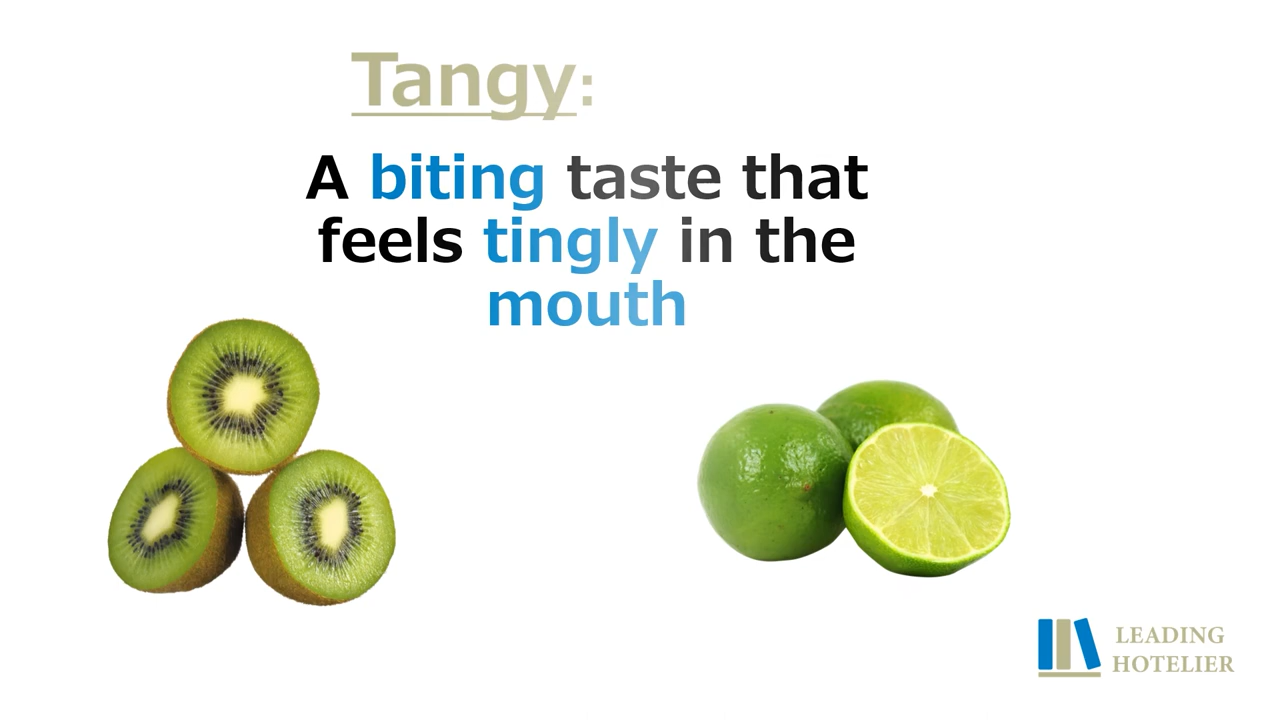 Tangy:
A biting taste that
feels tingly in the
mouth
LEADING
HOTELIER